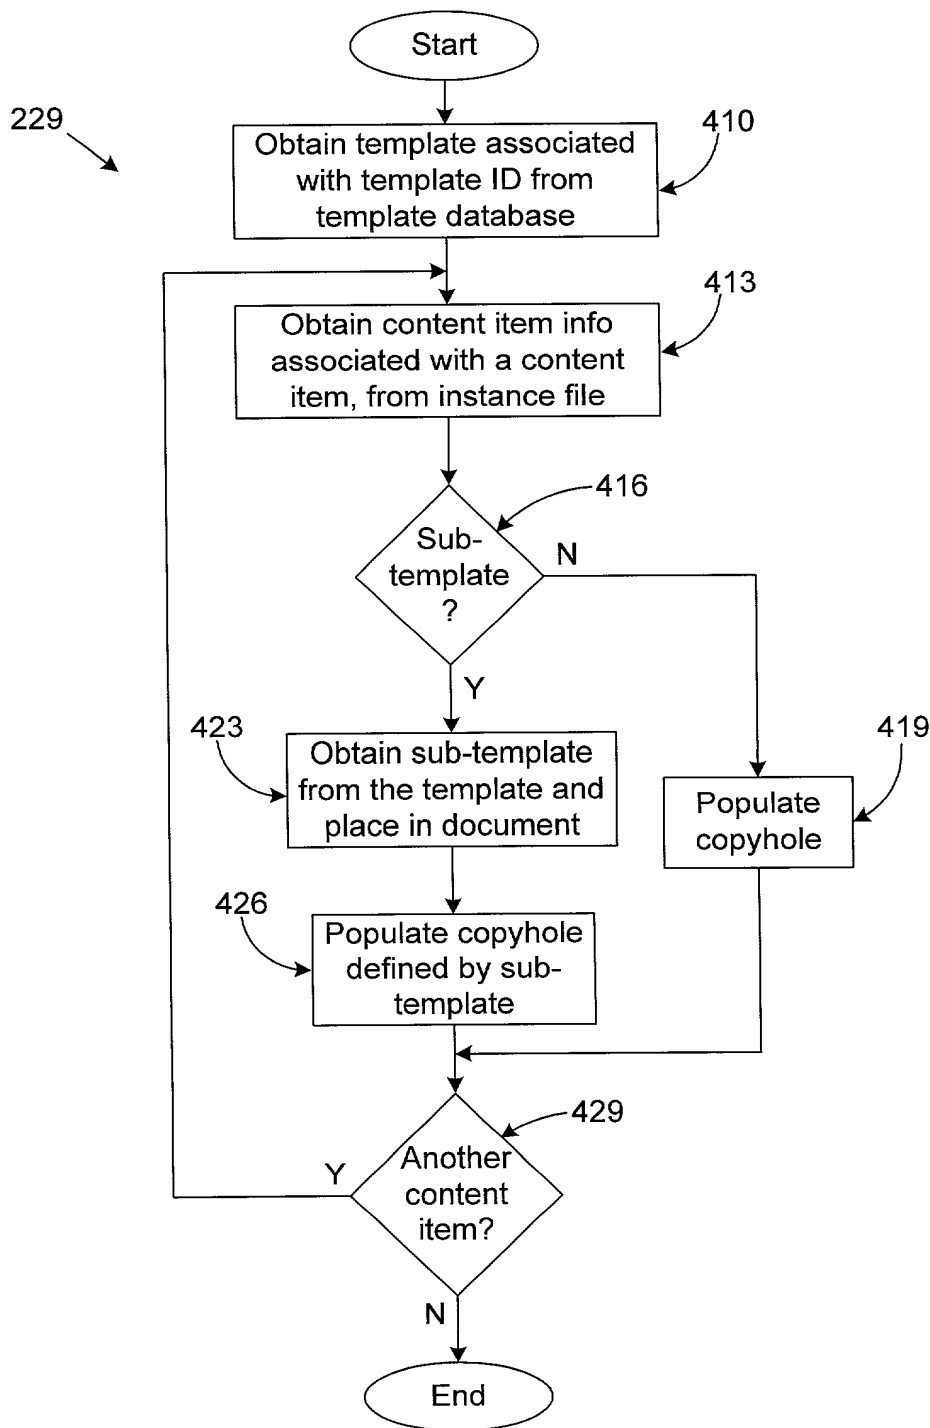 Start
229
410
Obtain template associated
with template ID from
template database
413
Obtain content item info
associated with a content
item, from instance file
416
Sub-
template
?
N
Y
423
Obtain sub-template
from the template and
place in document
419
Populate
copyhole
426
Populate copyhole
defined by sub-
template
429
Another
content
item?
Y
N
End